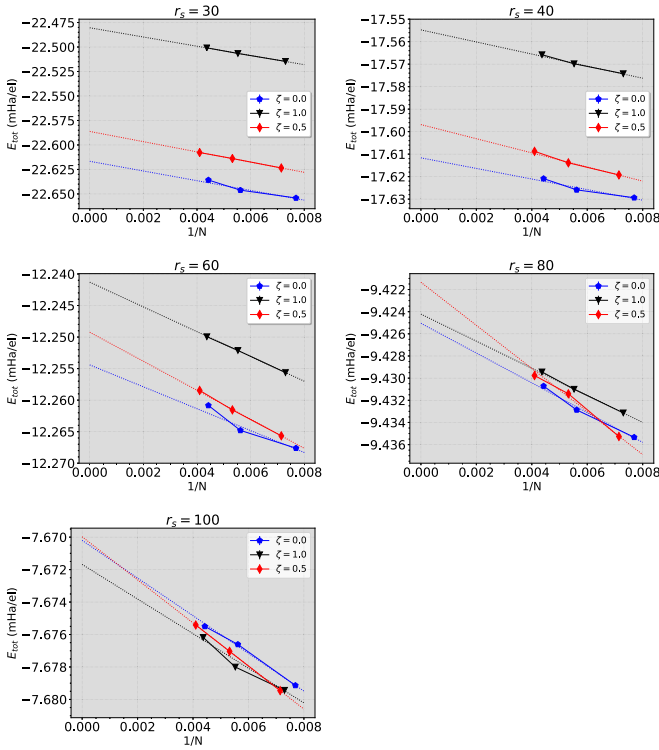 r_s = 30
E_tot (mHa/el)
−22.475
−22.500
−22.525
−22.550
−22.575
−22.600
−22.625
−22.650
ζ = 0.0
ζ = 1.0
ζ = 0.5
0.000 0.002 0.004 0.006 0.008
1/N
r_s = 40
E_tot (mHa/el)
−17.55
−17.56
−17.57
−17.58
−17.59
−17.60
−17.61
−17.62
−17.63
ζ = 0.0
ζ = 1.0
ζ = 0.5
0.000 0.002 0.004 0.006 0.008
1/N
r_s = 60
E_tot (mHa/el)
−12.240
−12.245
−12.250
−12.255
−12.260
−12.265
−12.270
ζ = 0.0
ζ = 1.0
ζ = 0.5
0.000 0.002 0.004 0.006 0.008
1/N
r_s = 80
E_tot (mHa/el)
−9.422
−9.424
−9.426
−9.428
−9.430
−9.432
−9.434
−9.436
ζ = 0.0
ζ = 1.0
ζ = 0.5
0.000 0.002 0.004 0.006 0.008
1/N
r_s = 100
E_tot (mHa/el)
−7.670
−7.672
−7.674
−7.676
−7.678
−7.680
ζ = 0.0
ζ = 1.0
ζ = 0.5
0.000 0.002 0.004 0.006 0.008
1/N